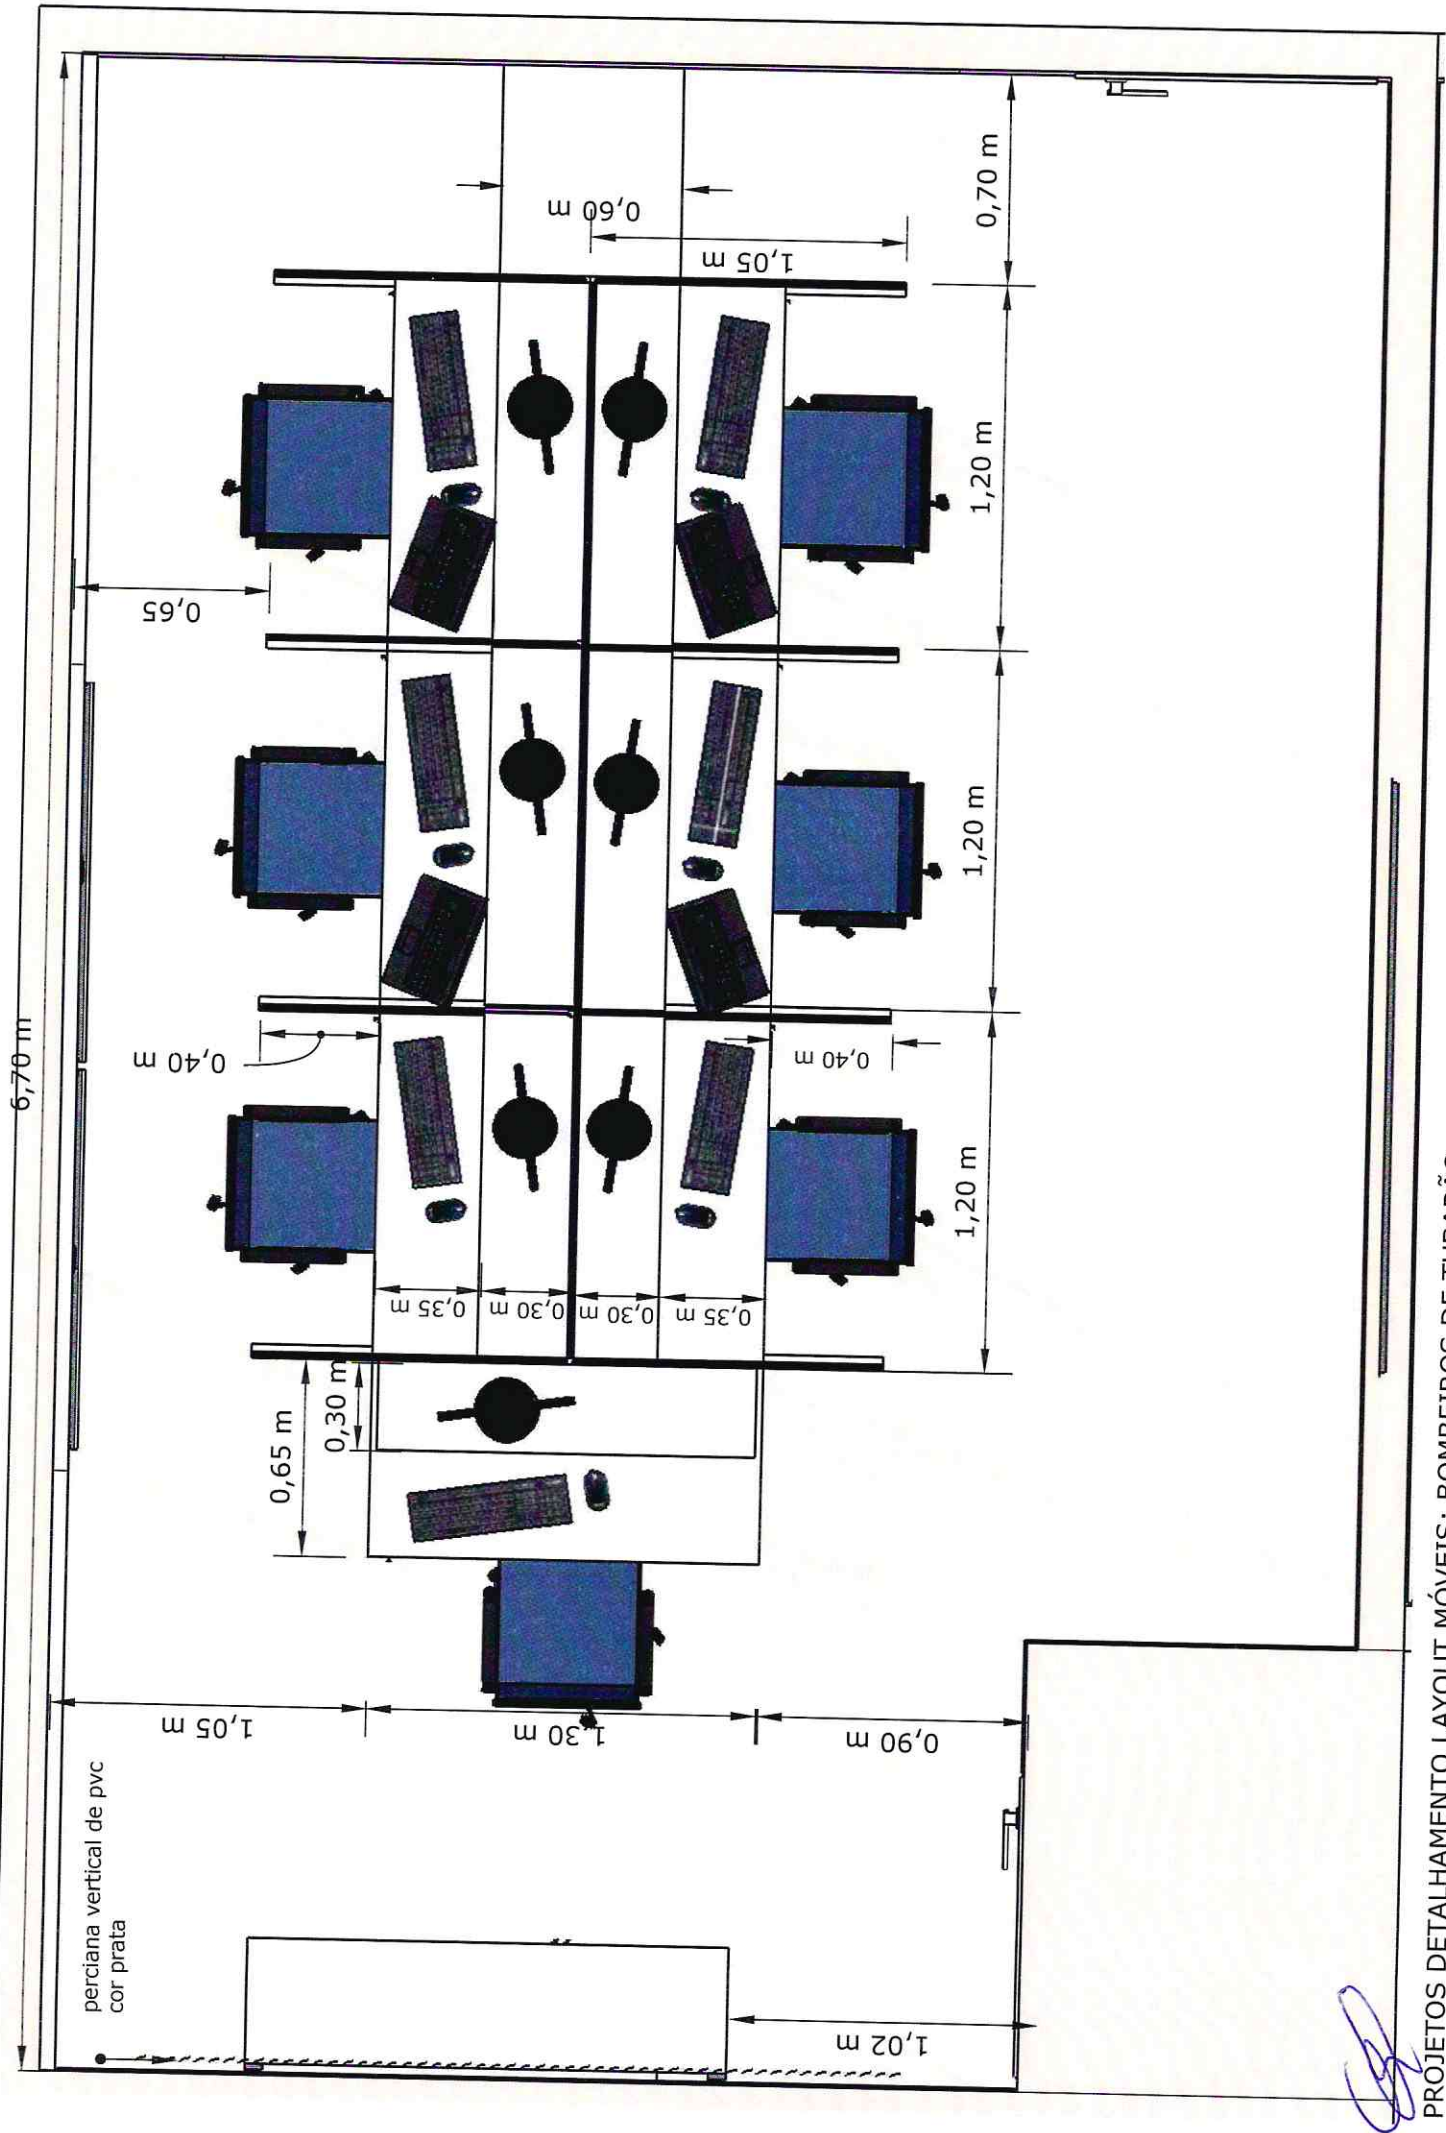 6,70 m
0,60 m
1,05 m
0,70 m
0,65
1,20 m
1,20 m
0,40 m
0,40 m
1,20 m
0,35 m
0,30 m
0,30 m
0,35 m
0,65 m
0,30 m
1,05 m
1,30 m
0,90 m
perciana vertical de pvc
cor prata
1,02 m
PROJETOS DETALHAMENTO LAYOUT MÓVEIS: BOMBEIROS DE TUBARÃO